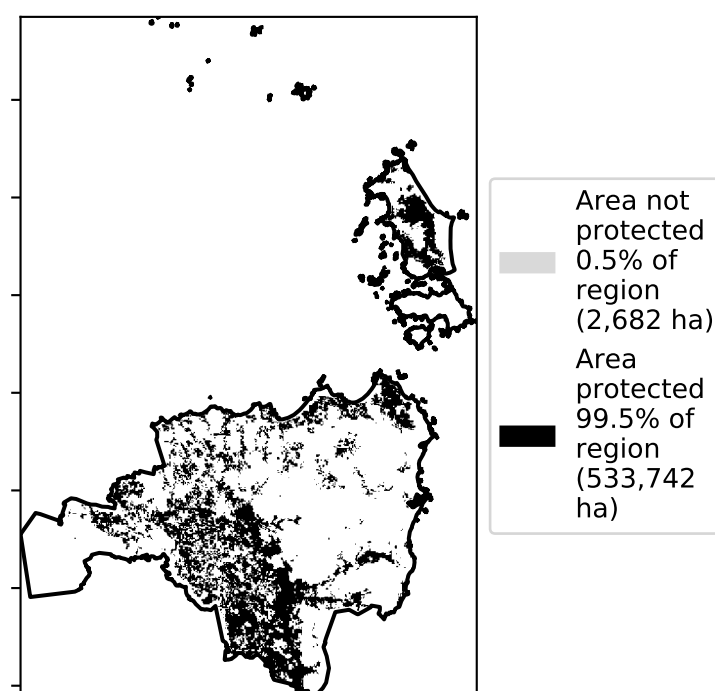 Area not
protected
0.5% of
region
(2,682 ha)
Area
protected
99.5% of
region
(533,742
ha)